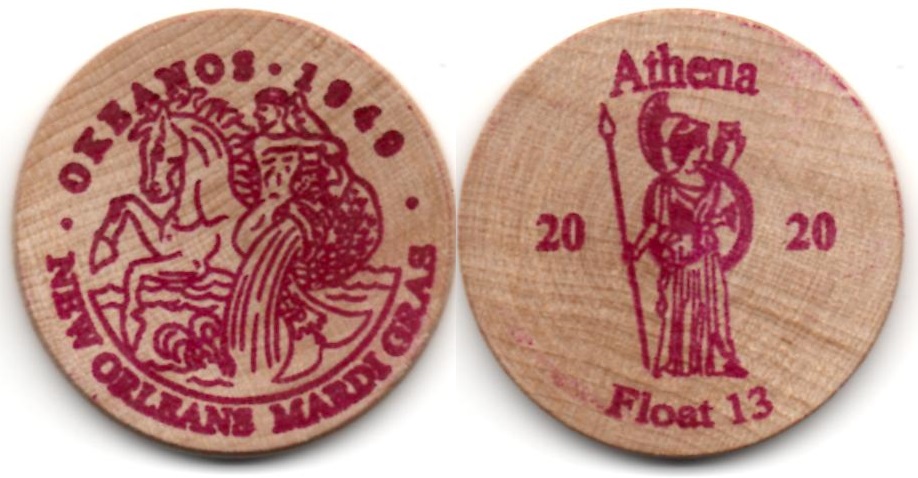 OKEANOS · 1949
· NEW ORLEANS MARDI GRAS ·
Athena
20 20
Float 13